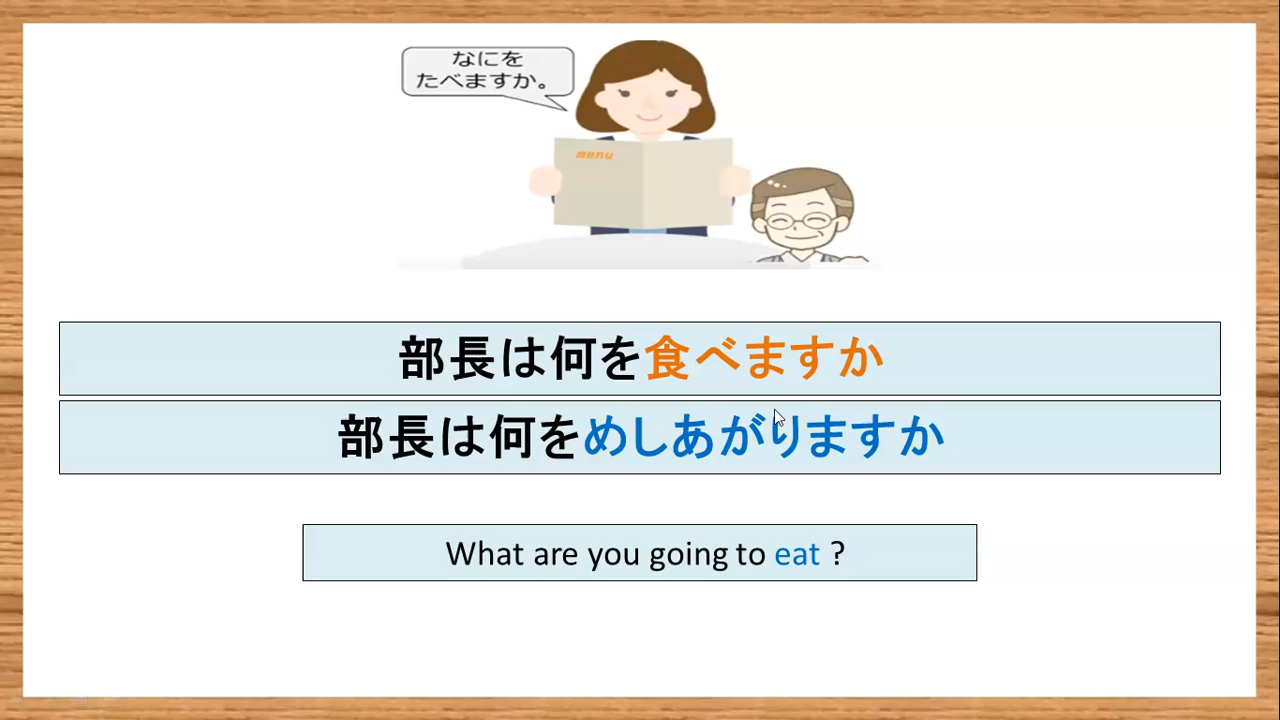 なにを
たべますか。
menu
部長は何を食べますか
部長は何をめしあがりますか
What are you going to eat ?